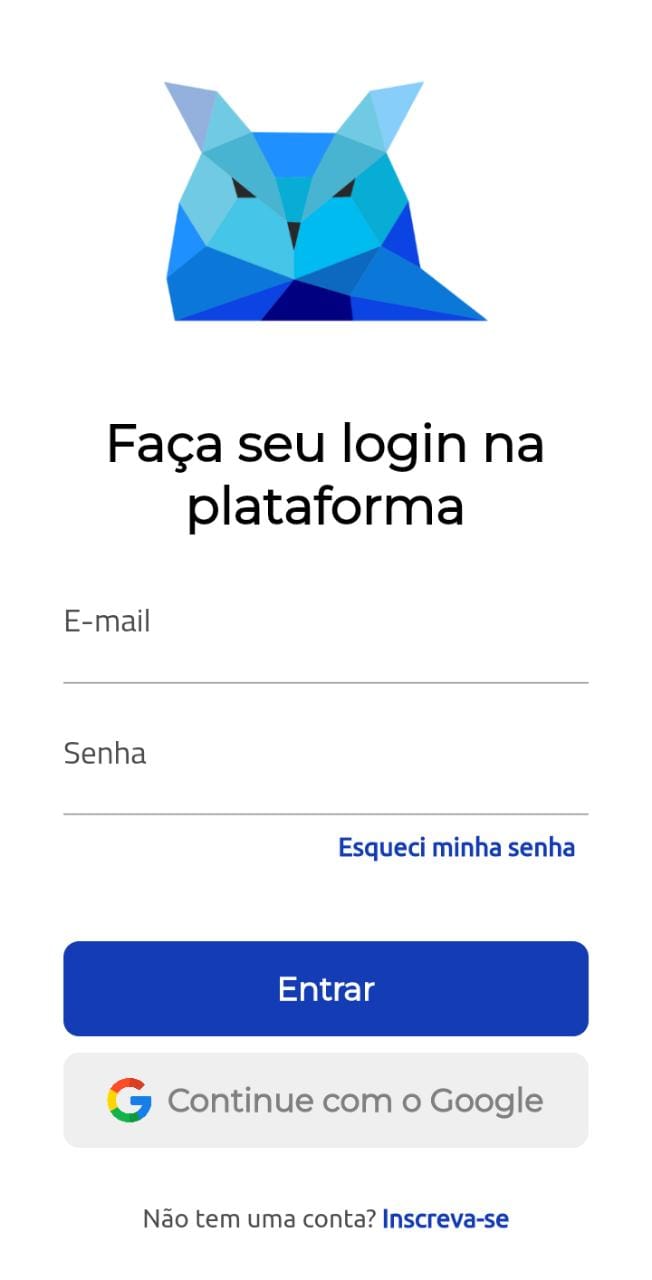 Faça seu login na
plataforma
E-mail
Senha
Esqueci minha senha
Entrar
Continue com o Google
Não tem uma conta? Inscreva-se